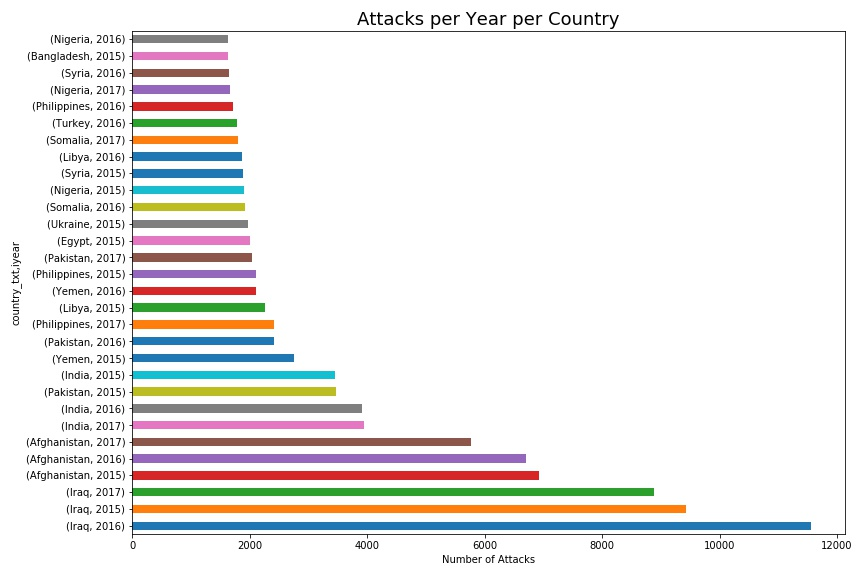 Attacks per Year per Country
(Nigeria, 2016)
(Bangladesh, 2015)
(Syria, 2016)
(Nigeria, 2017)
(Philippines, 2016)
(Turkey, 2016)
(Somalia, 2017)
(Libya, 2016)
(Syria, 2015)
(Nigeria, 2015)
(Somalia, 2016)
(Ukraine, 2015)
(Egypt, 2015)
(Pakistan, 2017)
(Philippines, 2015)
(Yemen, 2016)
(Libya, 2015)
(Philippines, 2017)
(Pakistan, 2016)
(Yemen, 2015)
(India, 2015)
(Pakistan, 2015)
(India, 2016)
(India, 2017)
(Afghanistan, 2017)
(Afghanistan, 2016)
(Afghanistan, 2015)
(Iraq, 2017)
(Iraq, 2015)
(Iraq, 2016)
country_txt,iyear
0 2000 4000 6000 8000 10000 12000
Number of Attacks